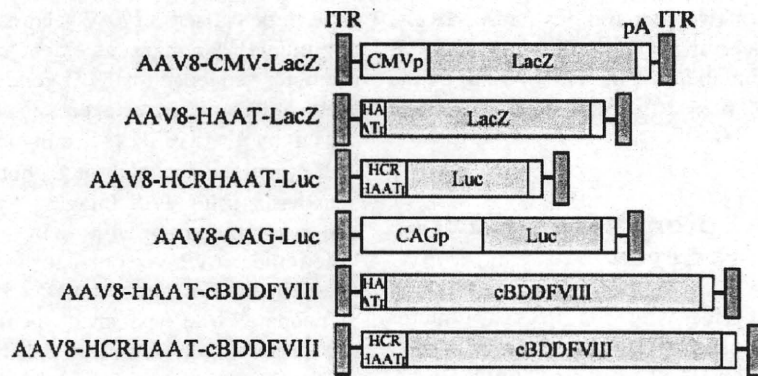 ITR ITR
pA
AAV8-CMV-LacZ CMVp LacZ
AAV8-HAAT-LacZ HA LacZ
AT
AAV8-HCRHAAT-Luc HCR Luc
HAAT
AAV8-CAG-Luc CAGp Luc
AAV8-HAAT-cBDDFVIII HA cBDDFVIII
AT
AAV8-HCRHAAT-cBDDFVIII HCR cBDDFVIII
HAAT